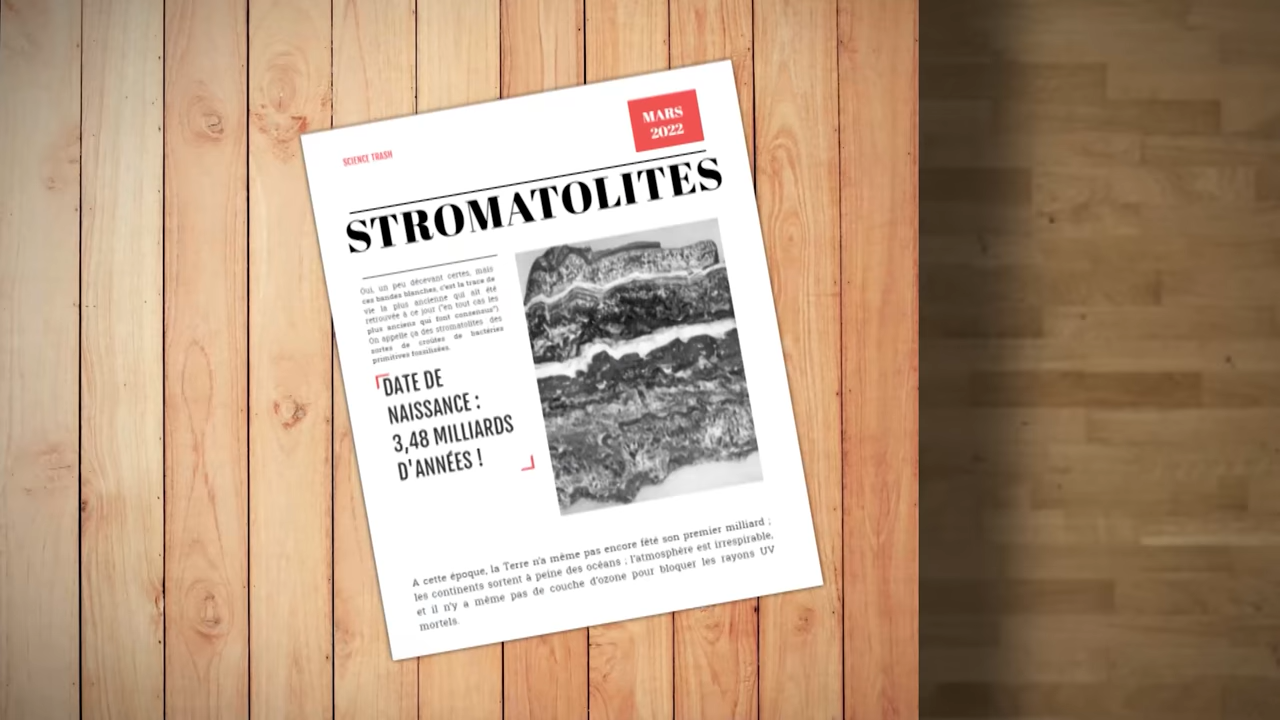 MARS
2022
SCIENCE TRASH
STROMATOLITES
Oui, un peu décevant certes, mais
ces bandes blanches, c'est la trace de
vie la plus ancienne qui ait été
retrouvée à ce jour ("en tout cas les
plus anciens qui font consensus")
On appelle ça des stromatolites des
sortes de croûtes de bactéries
primitives fossilisées.
DATE DE
NAISSANCE :
3,48 MILLIARDS
D'ANNÉES !
A cette époque, la Terre n'a même pas encore fêté son premier milliard ;
les continents sortent à peine des océans ; l'atmosphère est irrespirable,
et il n'y a même pas de couche d'ozone pour bloquer les rayons UV
mortels.